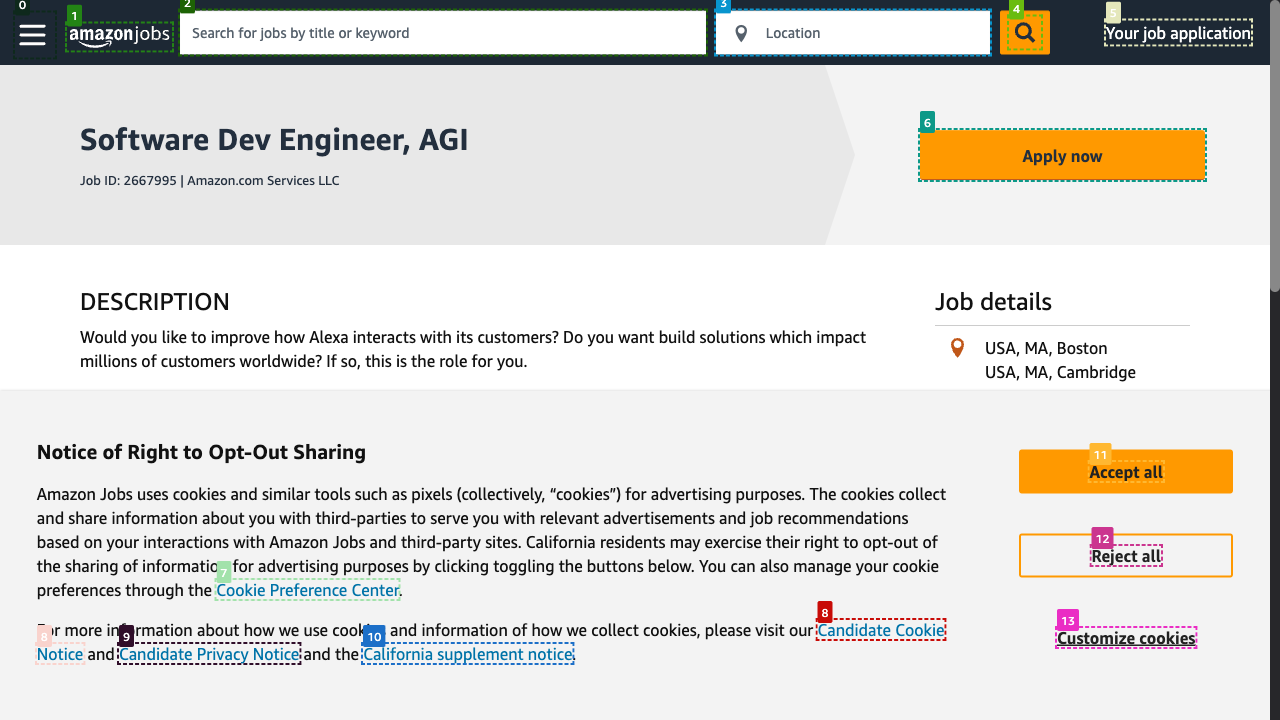 0
1
2
3
4
5
amazonjobs
Search for jobs by title or keyword
Location
Your job application
Software Dev Engineer, AGI
Job ID: 2667995 | Amazon.com Services LLC
6
Apply now
DESCRIPTION
Would you like to improve how Alexa interacts with its customers? Do you want build solutions which impact
millions of customers worldwide? If so, this is the role for you.
Job details
USA, MA, Boston
USA, MA, Cambridge
Notice of Right to Opt-Out Sharing
Amazon Jobs uses cookies and similar tools such as pixels (collectively, “cookies”) for advertising purposes. The cookies collect
and share information about you with third-parties to serve you with relevant advertisements and job recommendations
based on your interactions with Amazon Jobs and third-party sites. California residents may exercise their right to opt-out of
the sharing of information for advertising purposes by clicking toggling the buttons below. You can also manage your cookie
7
preferences through the Cookie Preference Center.
8
For more information about how we use cookies and information of how we collect cookies, please visit our Candidate Cookie
8
9
10
Notice and Candidate Privacy Notice and the California supplement notice.
11
Accept all
12
Reject all
13
Customize cookies